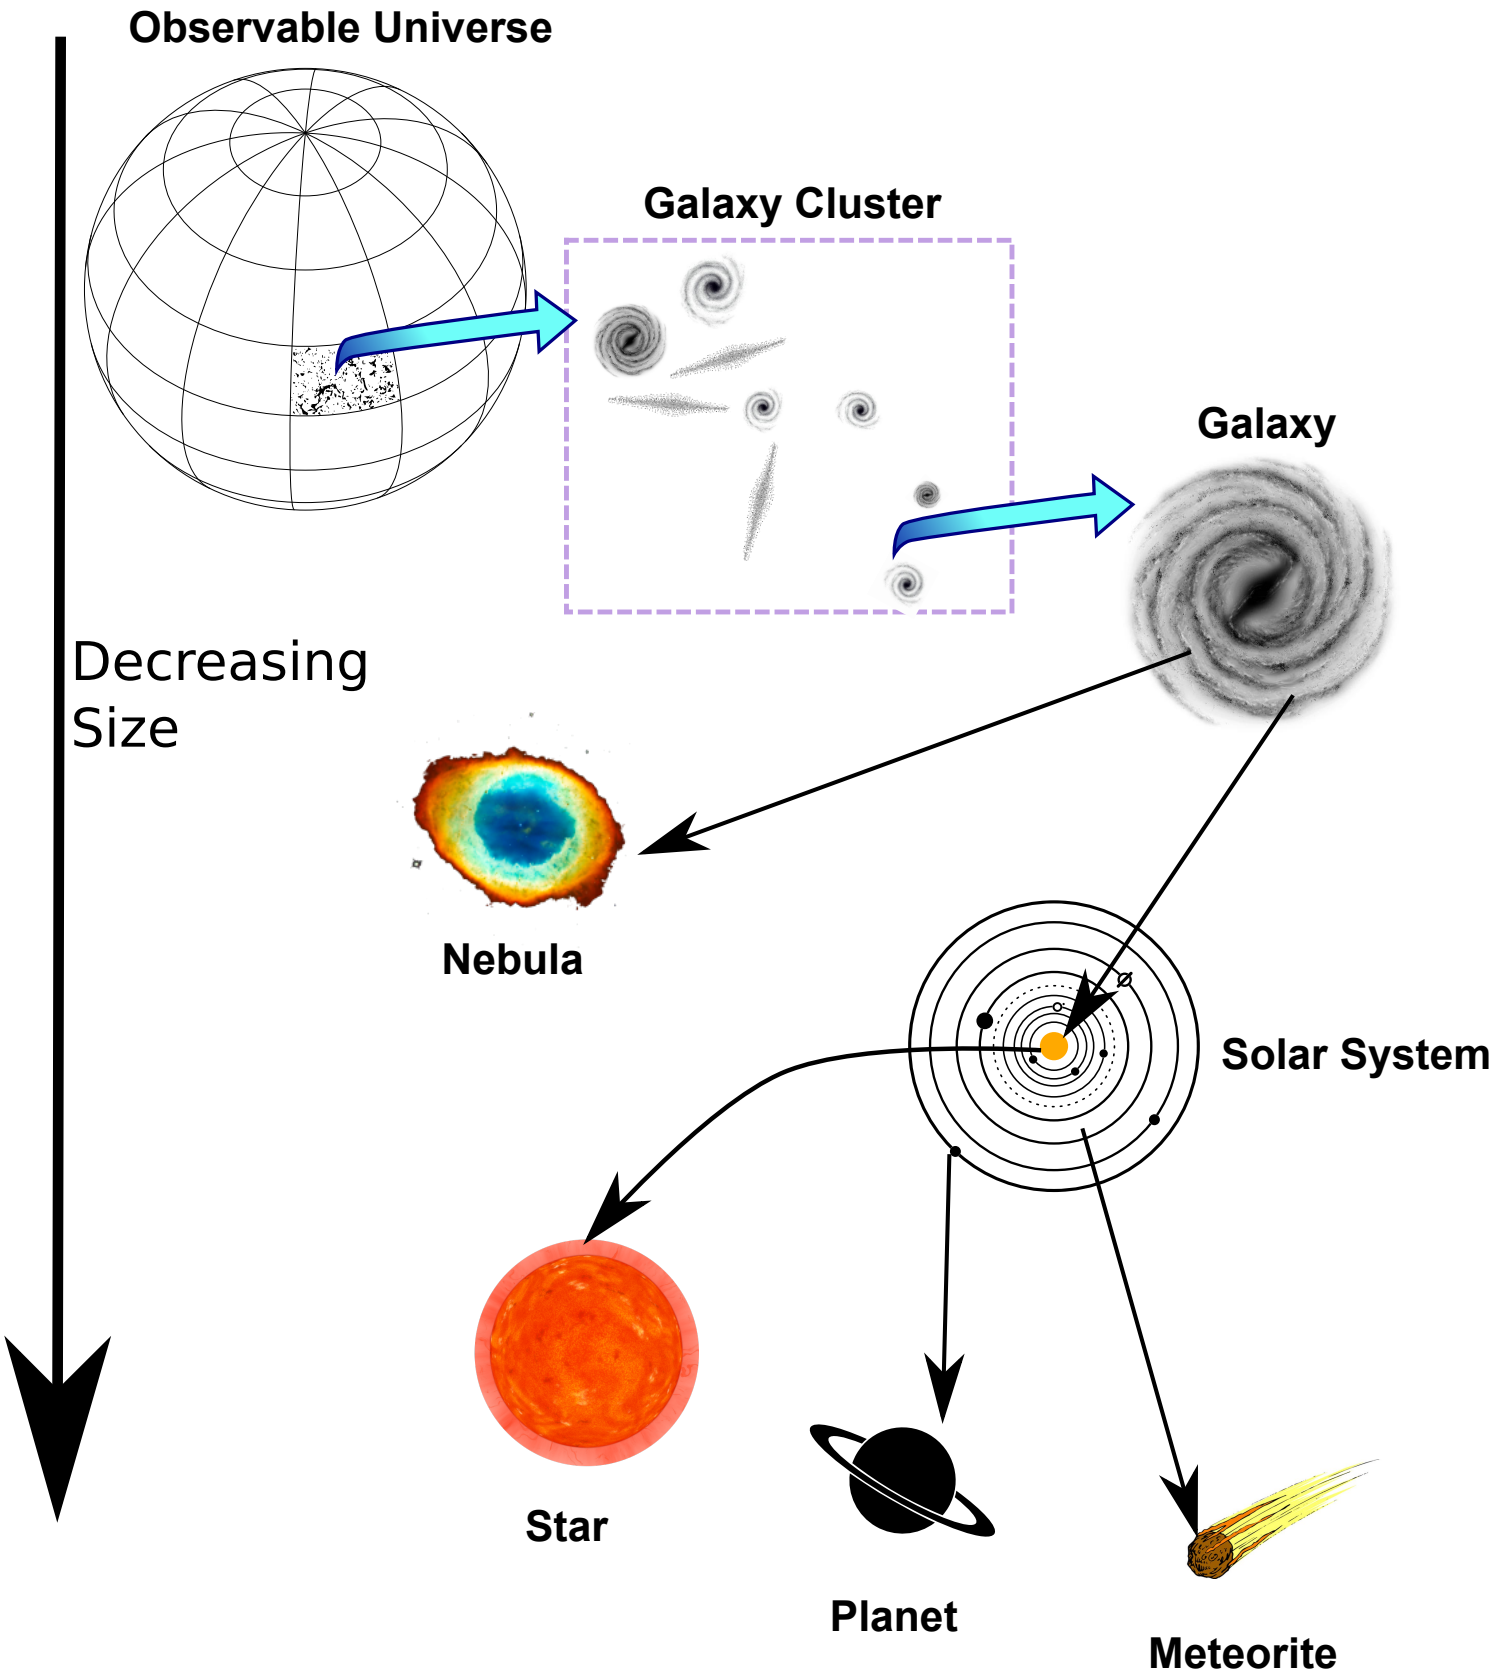 Observable Universe
Galaxy Cluster
Galaxy
Decreasing
Size
Nebula
Solar System
Star
Planet
Meteorite